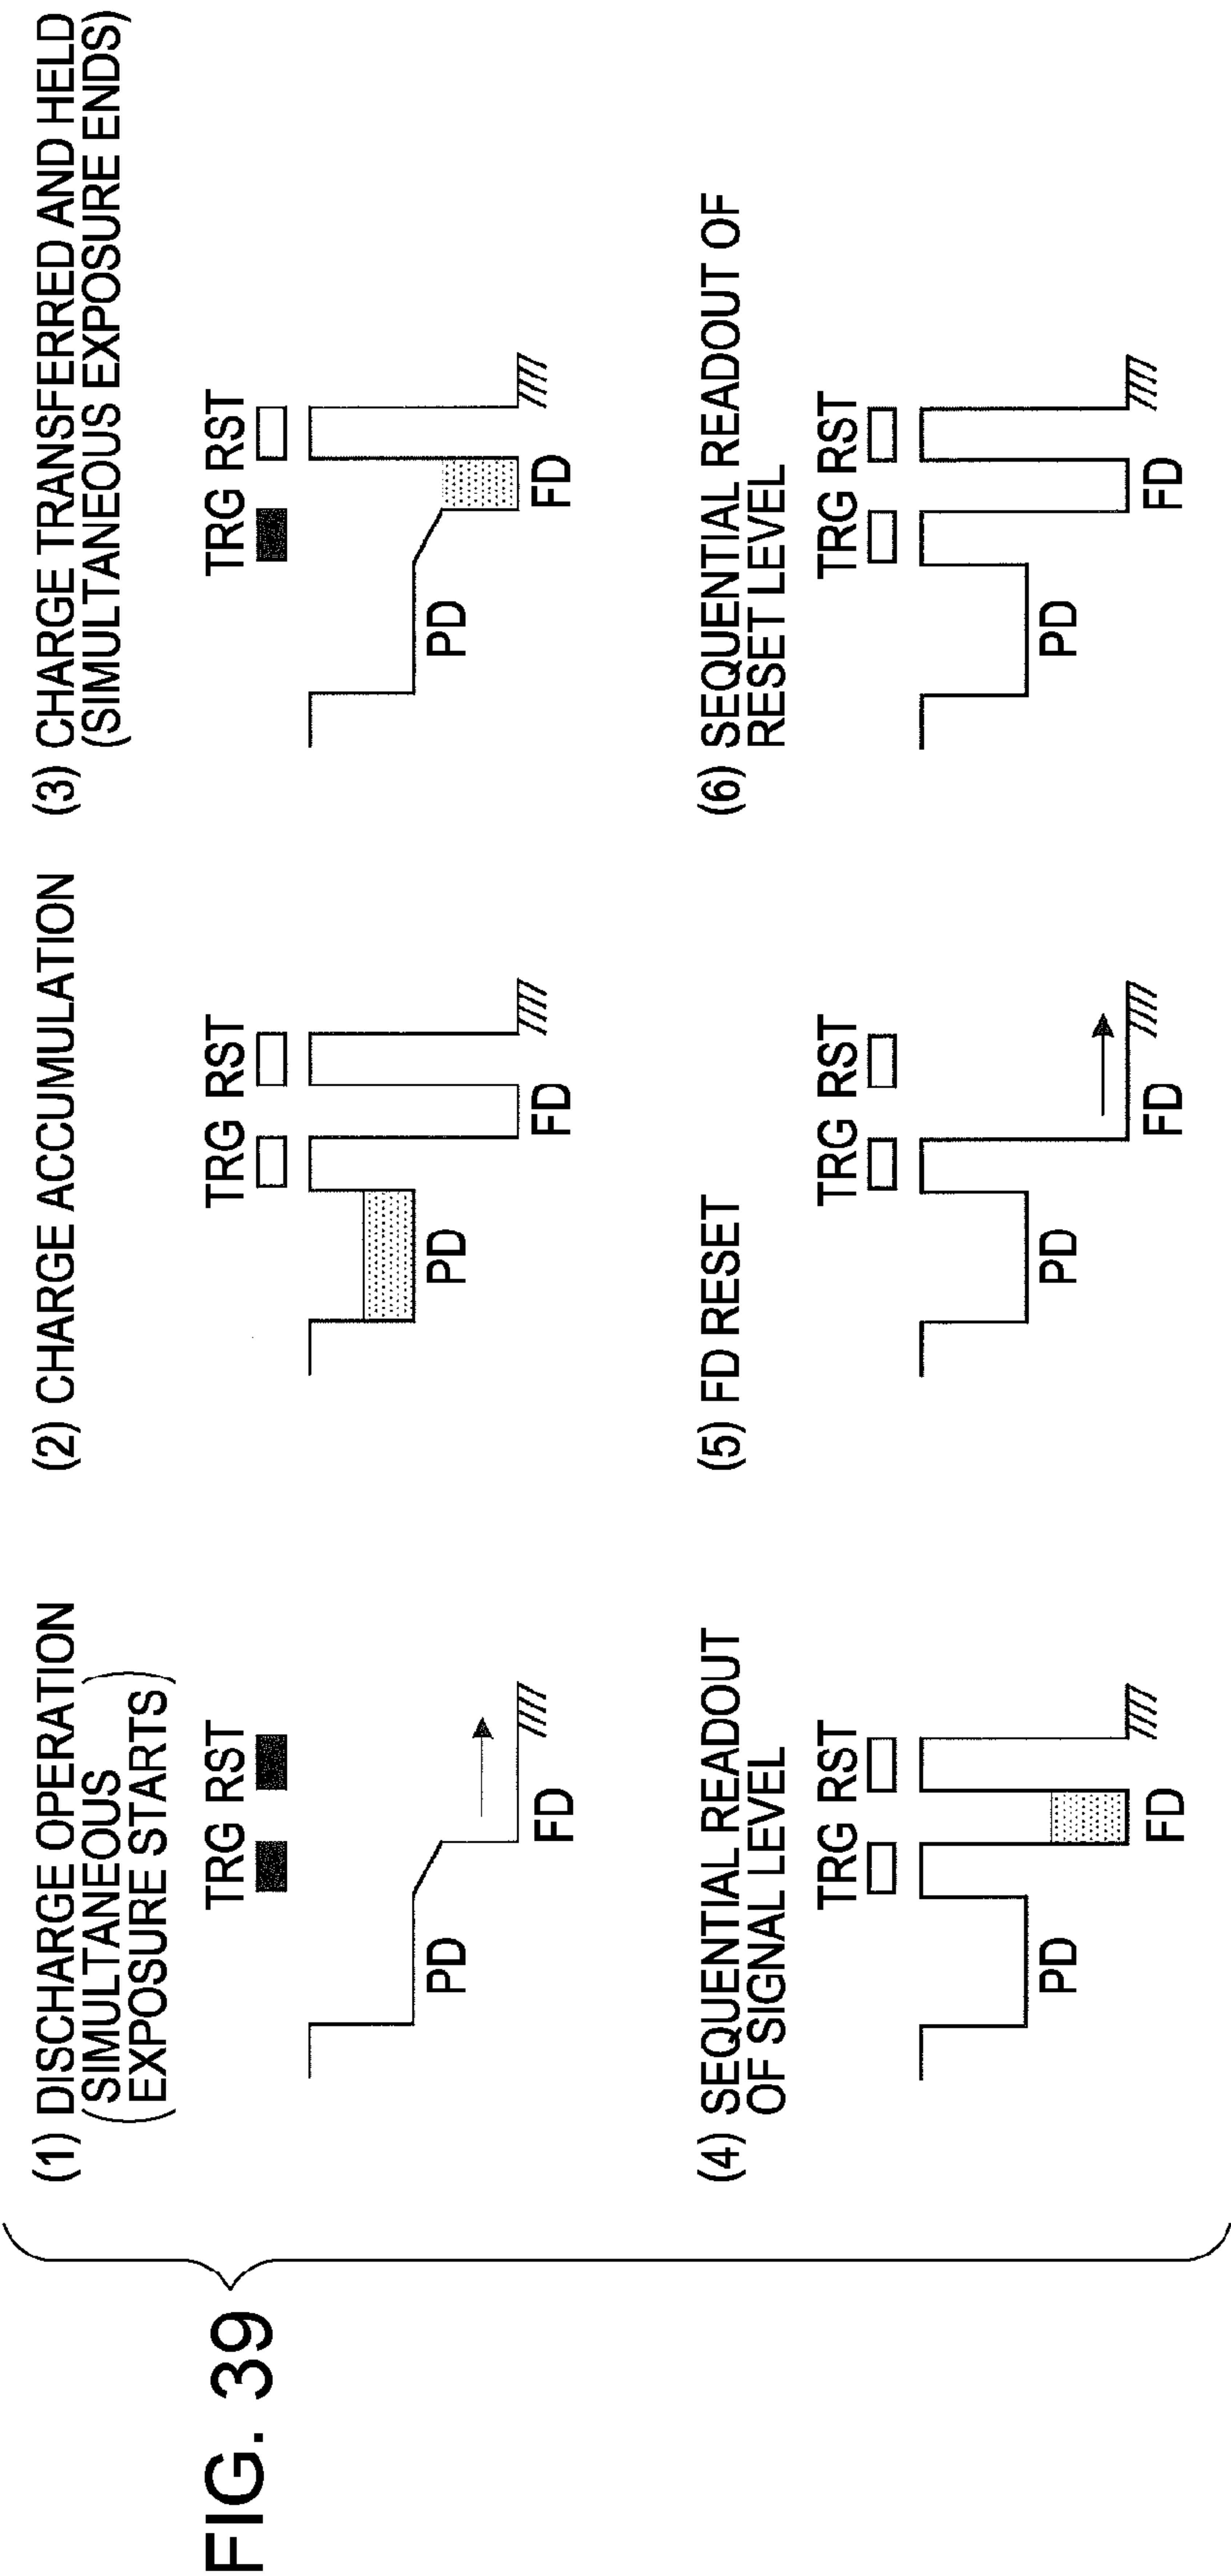 FIG. 39
(1) DISCHARGE OPERATION
(SIMULTANEOUS
EXPOSURE STARTS)
TRG RST
PD
FD
(2) CHARGE ACCUMULATION
TRG RST
PD
FD
(3) CHARGE TRANSFERRED AND HELD
(SIMULTANEOUS EXPOSURE ENDS)
TRG RST
PD
FD
(4) SEQUENTIAL READOUT
OF SIGNAL LEVEL
TRG RST
PD
FD
(5) FD RESET
TRG RST
PD
FD
(6) SEQUENTIAL READOUT OF
RESET LEVEL
TRG RST
PD
FD